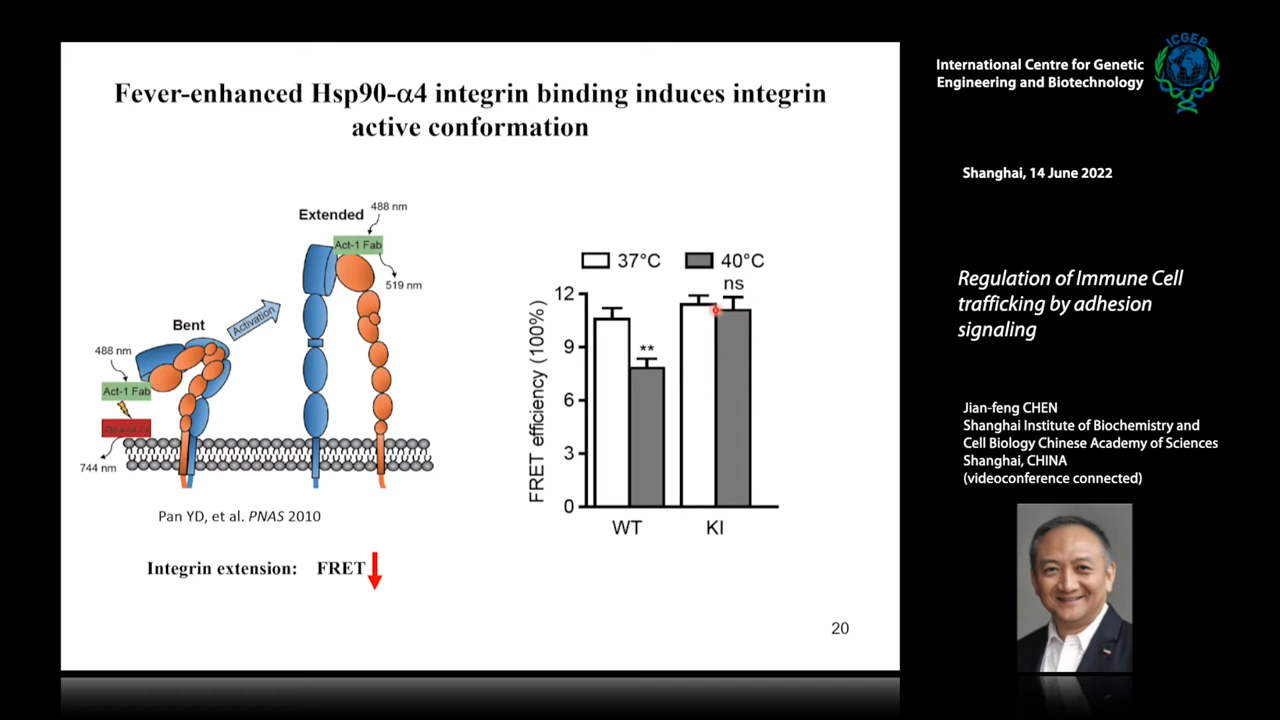 Fever-enhanced Hsp90-α4 integrin binding induces integrin
active conformation
Extended
488 nm
Act-1 Fab
519 nm
Activation
Bent
488 nm
Act-1 Fab
744 nm
Pan YD, et al. PNAS 2010
Integrin extension: FRET
37°C
40°C
ns
**
FRET efficiency (100%)
12
9
6
3
0
WT
KI
20
ICGEB
International Centre for Genetic
Engineering and Biotechnology
Shanghai, 14 June 2022
Regulation of Immune Cell
trafficking by adhesion
signaling
Jian-feng CHEN
Shanghai Institute of Biochemistry and
Cell Biology Chinese Academy of Sciences
Shanghai, CHINA
(videoconference connected)